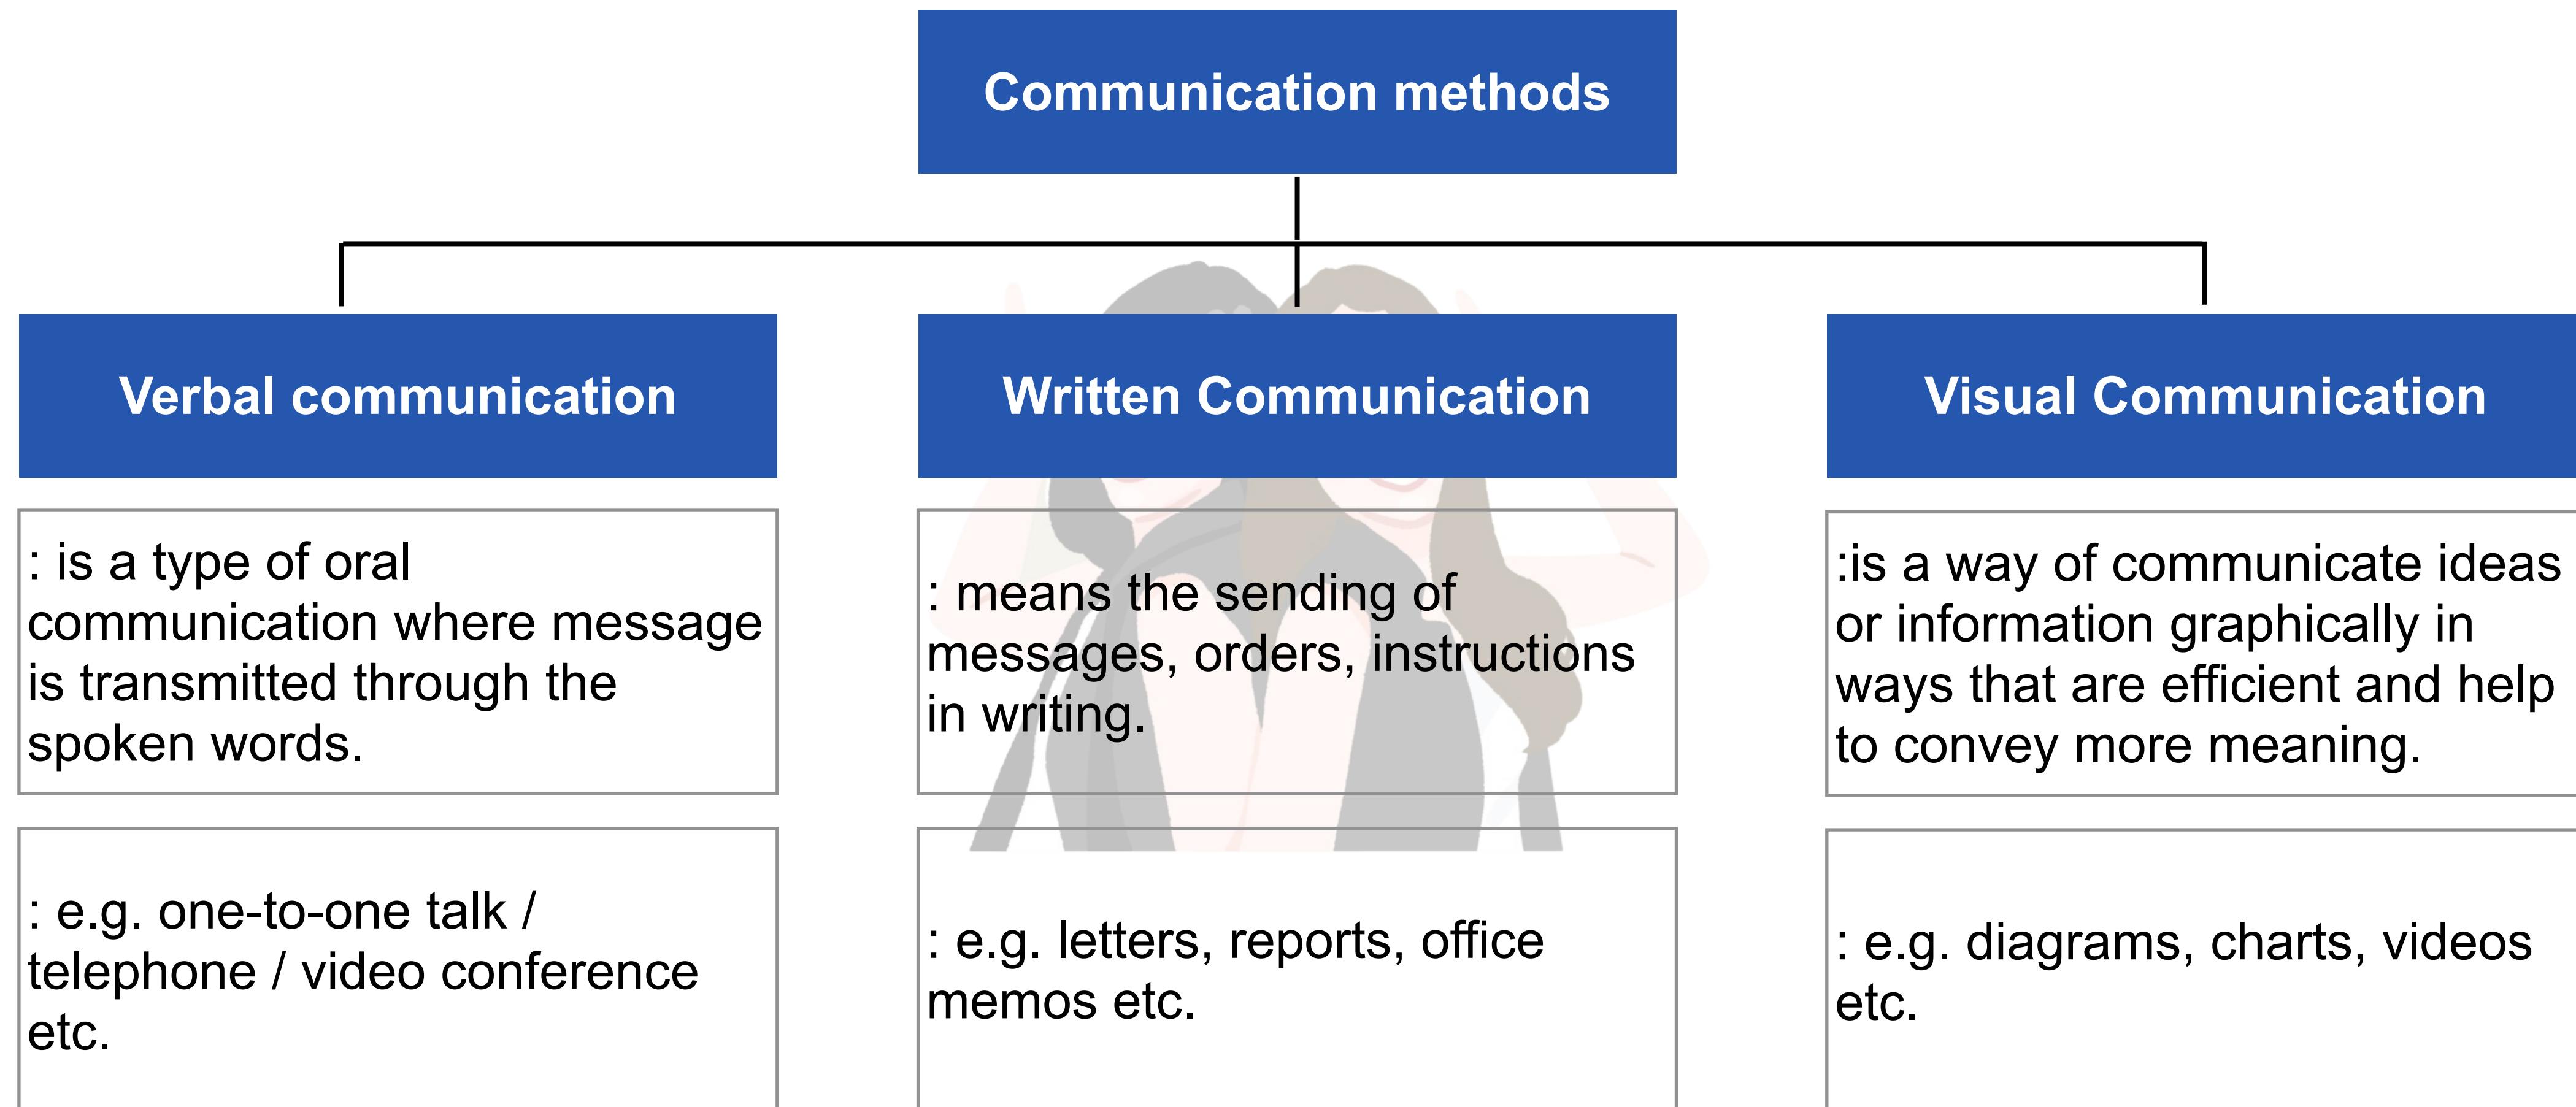 Communication methods
Verbal communication
: is a type of oral
communication where message
is transmitted through the
spoken words.
: e.g. one-to-one talk /
telephone / video conference
etc.
Written Communication
: means the sending of
messages, orders, instructions
in writing.
: e.g. letters, reports, office
memos etc.
Visual Communication
:is a way of communicate ideas
or information graphically in
ways that are efficient and help
to convey more meaning.
: e.g. diagrams, charts, videos
etc.